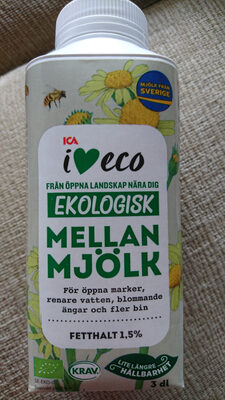 MJÖLK FRÅN
SVERIGE
ICA
i eco
FRÅN ÖPPNA LANDSKAP NÄRA DIG
EKOLOGISK
MELLAN
MJÖLK
För öppna marker,
renare vatten, blommande
ängar och fler bin
FETTHALT 1,5%
KRAV
LITE LÄNGRE
HÅLLBARHET
3 dl